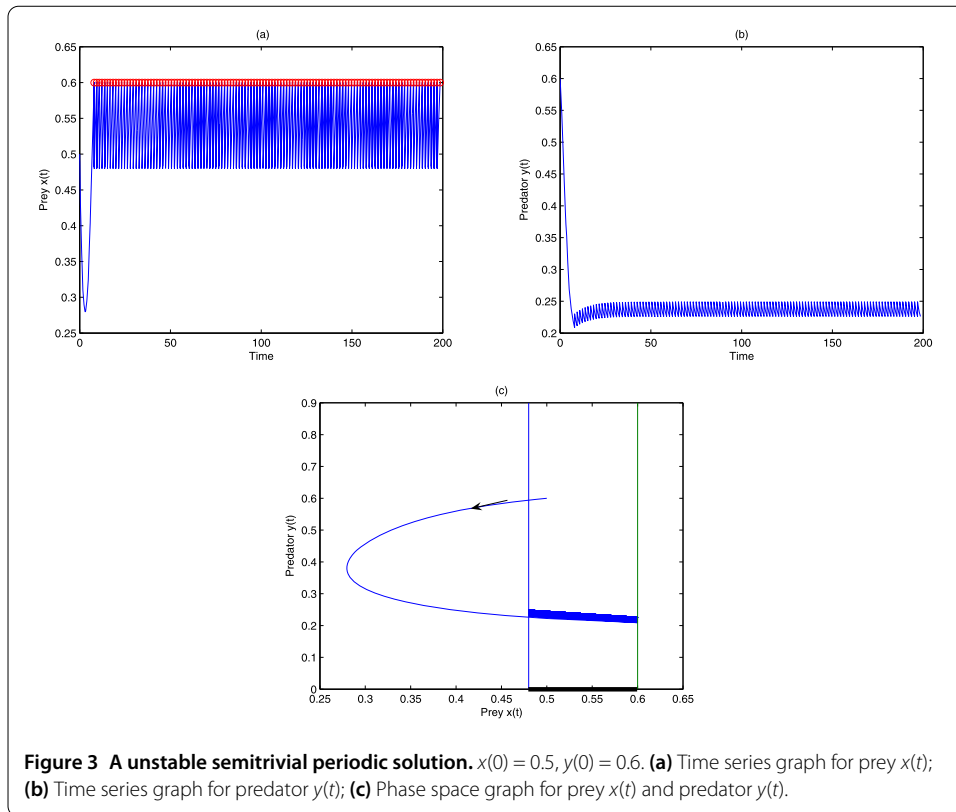 (a)
0.65
0.6
0.55
0.5
0.45
0.4
0.35
0.3
0.25
Prey x(t)
0 50 100 150 200
Time
(b)
0.65
0.6
0.55
0.5
0.45
0.4
0.35
0.3
0.25
0.2
Predator y(t)
0 50 100 150 200
Time
(c)
0.9
0.8
0.7
0.6
0.5
0.4
0.3
0.2
0.1
0
Predator y(t)
0.25 0.3 0.35 0.4 0.45 0.5 0.55 0.6 0.65
Prey x(t)
Figure 3 A unstable semitrivial periodic solution. x(0) = 0.5, y(0) = 0.6. (a) Time series graph for prey x(t);
(b) Time series graph for predator y(t); (c) Phase space graph for prey x(t) and predator y(t).